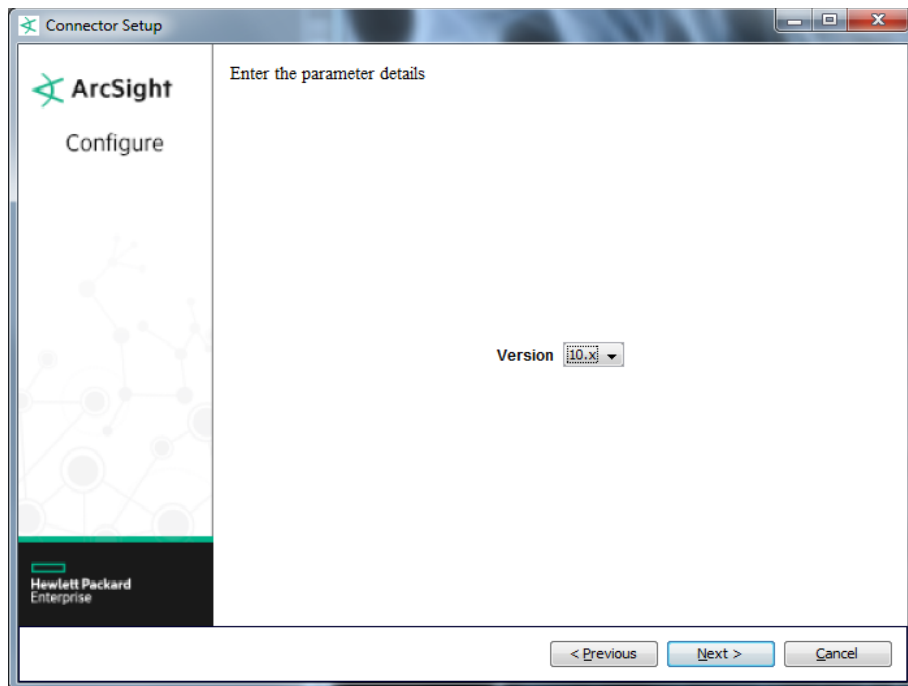 Connector Setup
ArcSight
Configure
Enter the parameter details
Version 10.x
Hewlett Packard
Enterprise
< Previous Next > Cancel